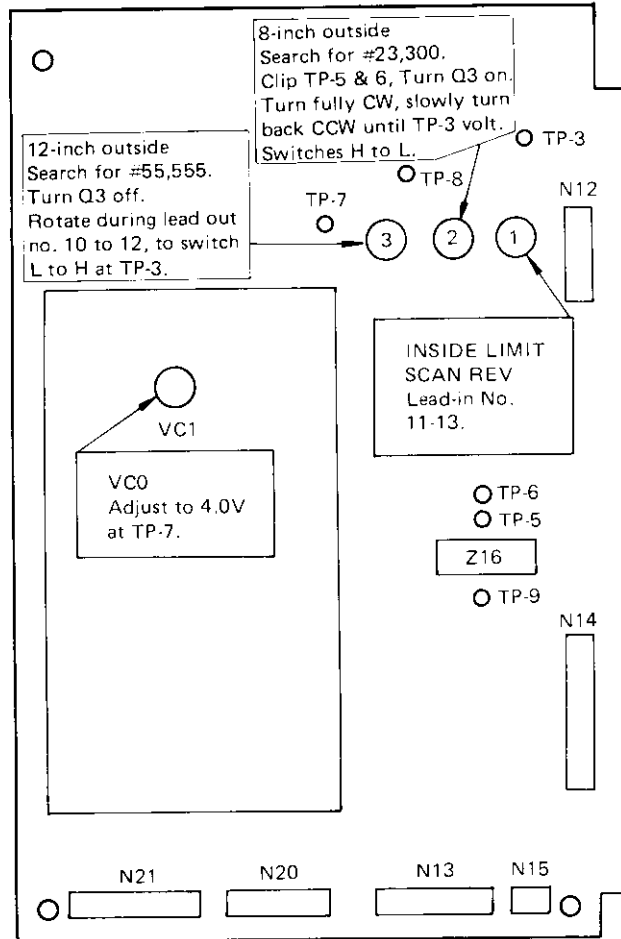 8-inch outside
Search for #23,300.
Clip TP-5 & 6, Turn Q3 on.
Turn fully CW, slowly turn
back CCW until TP-3 volt.
Switches H to L.
TP-3
12-inch outside
Search for #55,555.
Turn Q3 off.
Rotate during lead out
no. 10 to 12, to switch
L to H at TP-3.
TP-8
TP-7
N12
3
2
1
INSIDE LIMIT
SCAN REV
Lead-in No.
11-13.
VC1
VCO
Adjust to 4.0V
at TP-7.
TP-6
TP-5
Z16
TP-9
N14
N21
N20
N13
N15